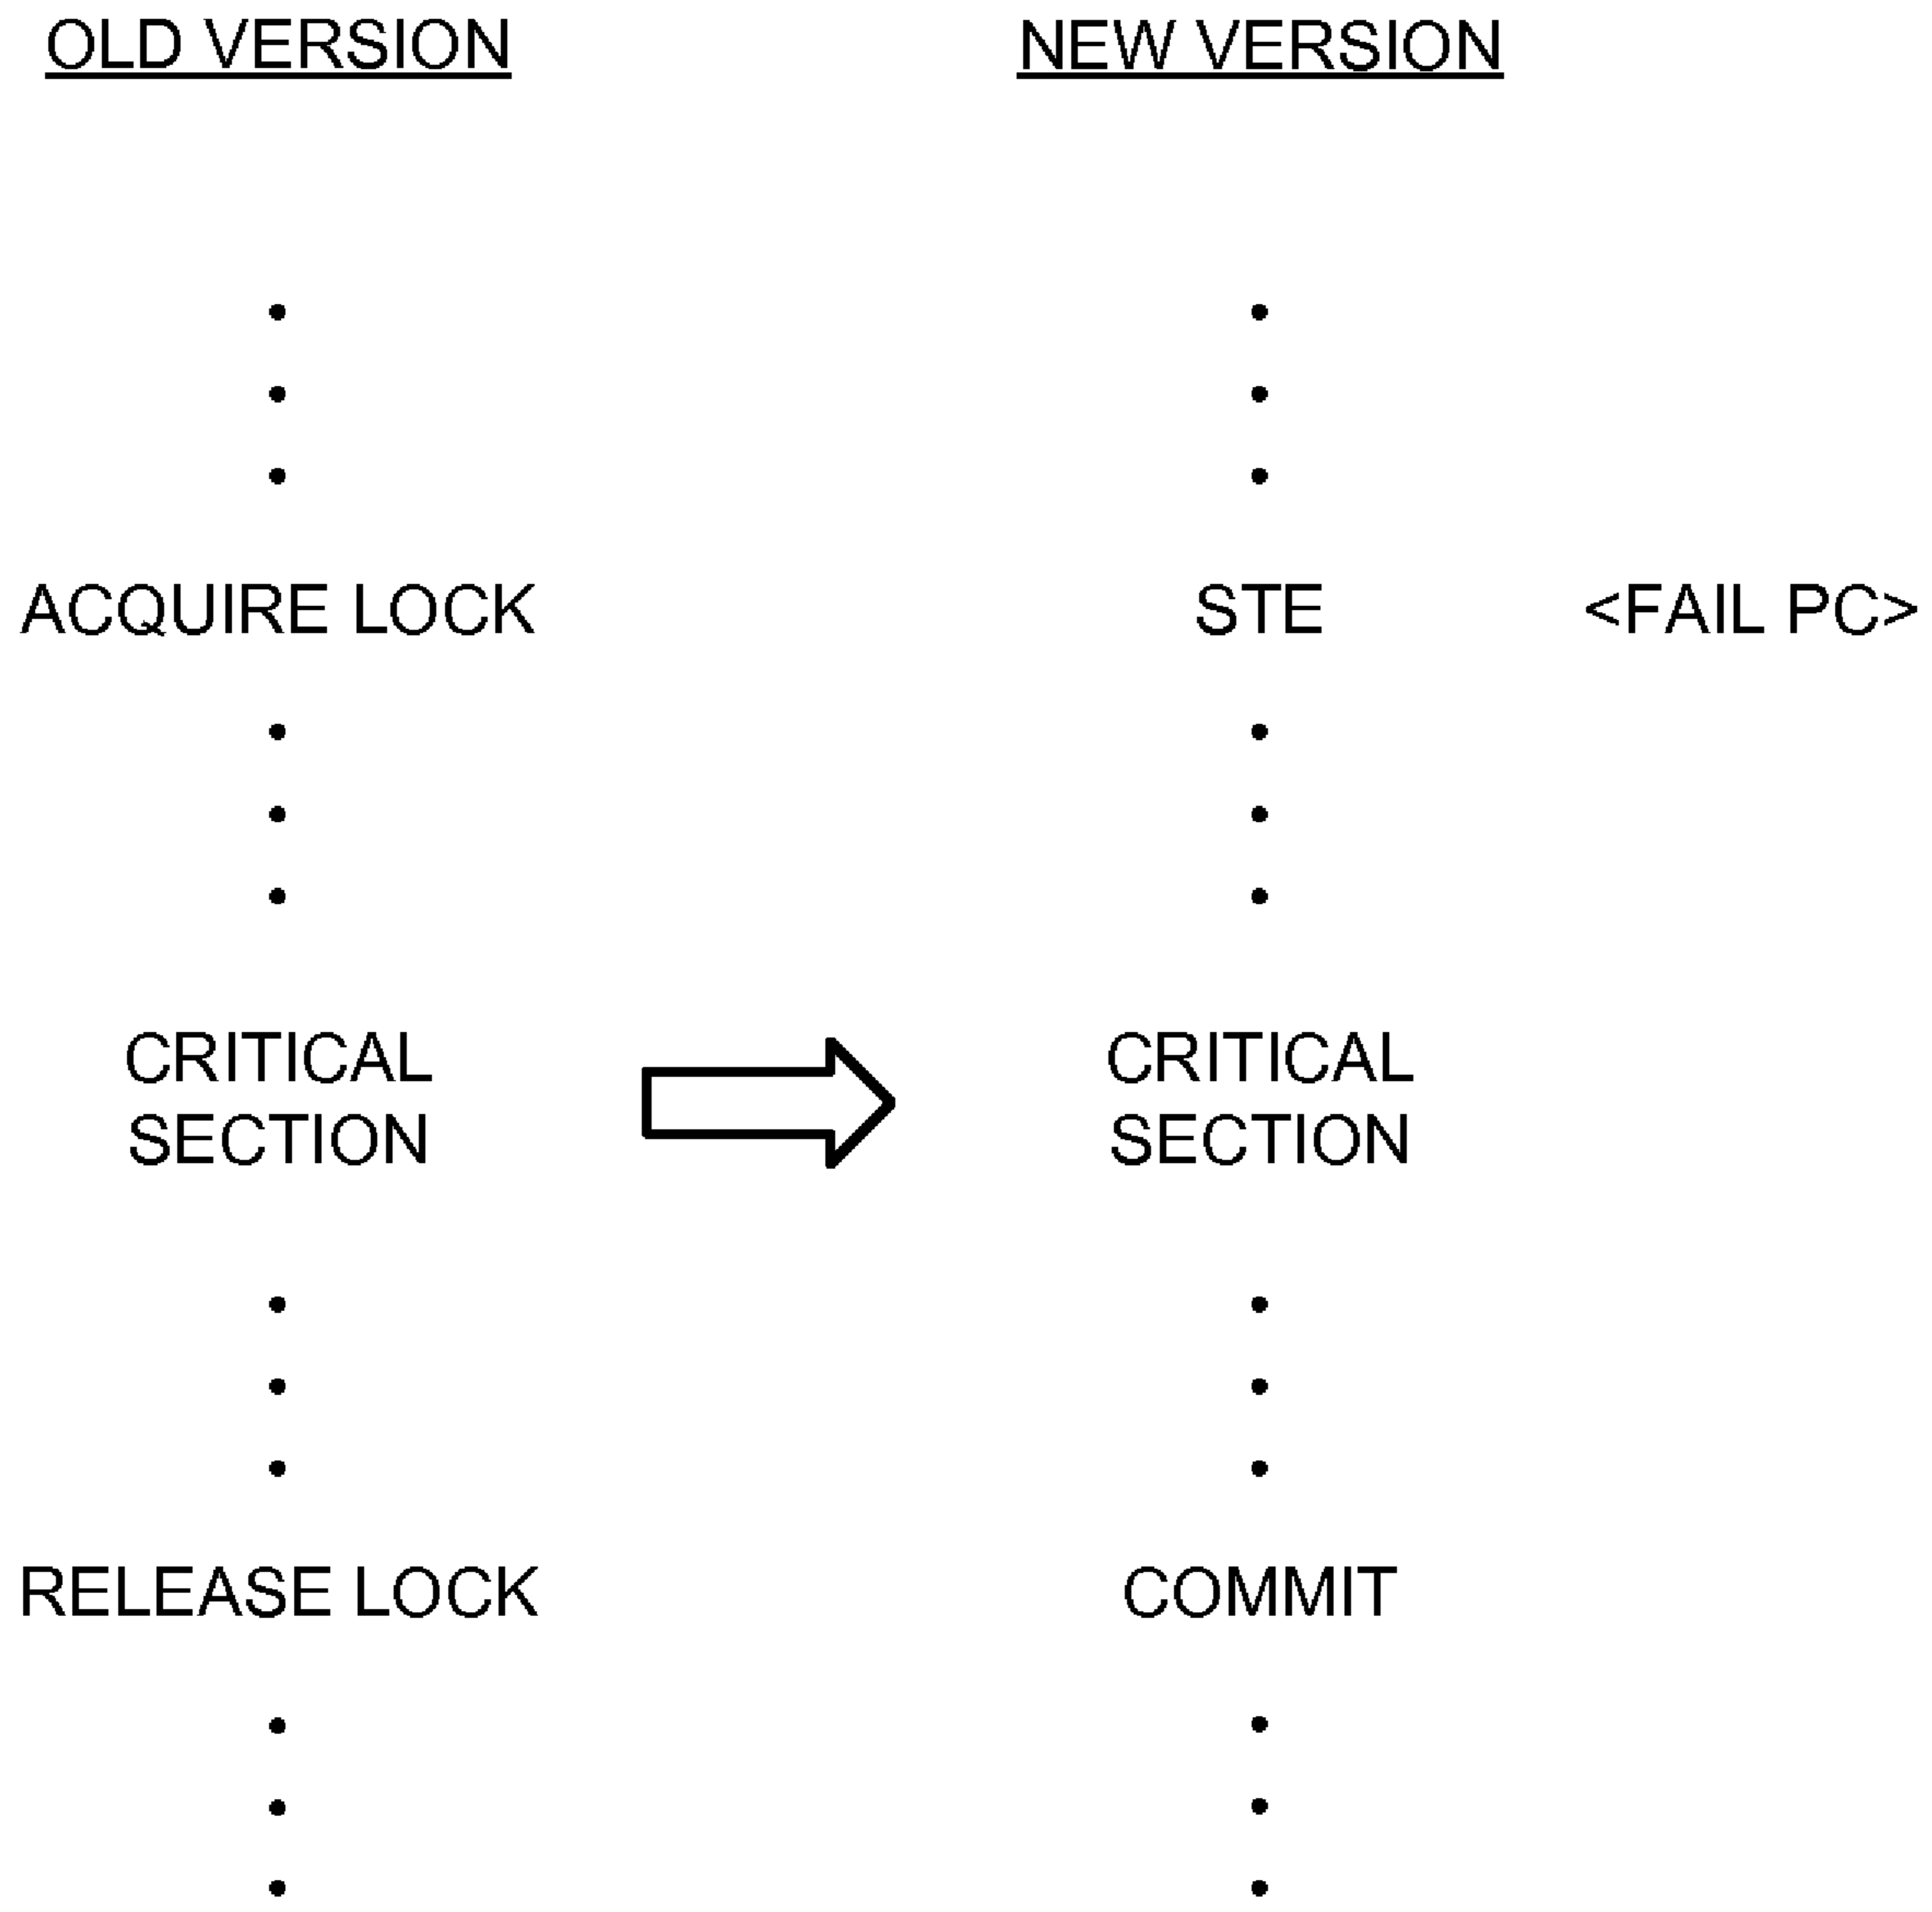 OLD VERSION
NEW VERSION
ACQUIRE LOCK
STE
<FAIL PC>
CRITICAL
SECTION
CRITICAL
SECTION
RELEASE LOCK
COMMIT